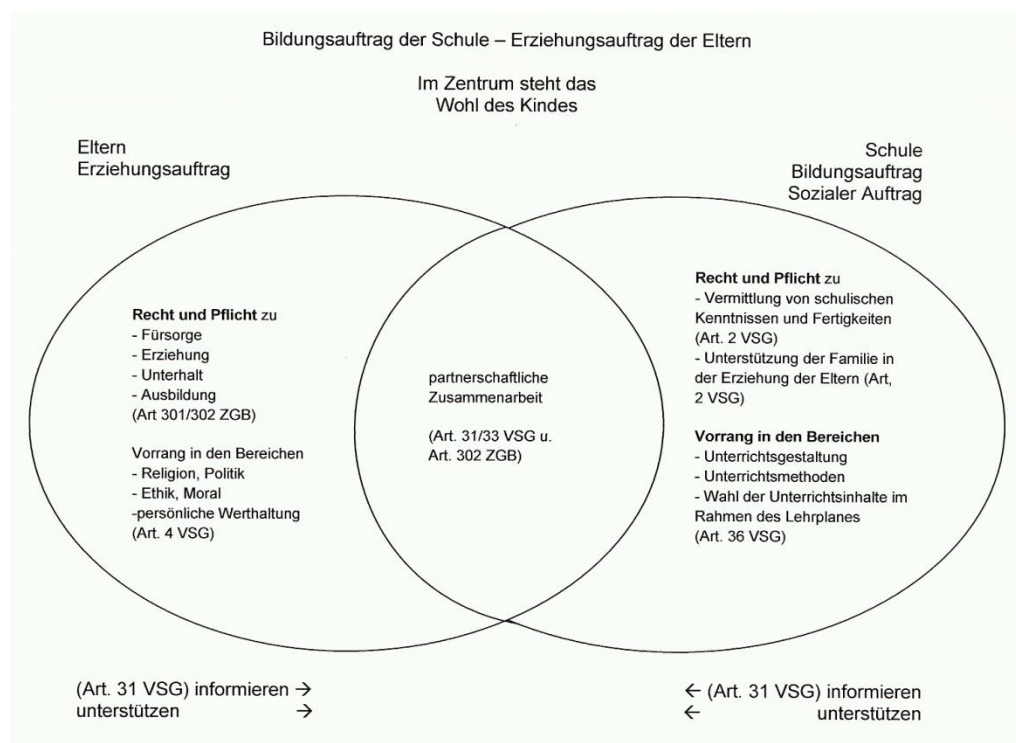 Bildungsauftrag der Schule – Erziehungsauftrag der Eltern
Im Zentrum steht das
Wohl des Kindes
Eltern
Erziehungsauftrag
Schule
Bildungsauftrag
Sozialer Auftrag
Recht und Pflicht zu
- Fürsorge
- Erziehung
- Unterhalt
- Ausbildung
(Art 301/302 ZGB)
Vorrang in den Bereichen
- Religion, Politik
- Ethik, Moral
-persönliche Werthaltung
(Art. 4 VSG)
partnerschaftliche
Zusammenarbeit
(Art. 31/33 VSG u.
Art. 302 ZGB)
Recht und Pflicht zu
- Vermittlung von schulischen
Kenntnissen und Fertigkeiten
(Art. 2 VSG)
- Unterstützung der Familie in
der Erziehung der Eltern (Art,
2 VSG)
Vorrang in den Bereichen
- Unterrichtsgestaltung
- Unterrichtsmethoden
- Wahl der Unterrichtsinhalte im
Rahmen des Lehrplanes
(Art. 36 VSG)
(Art. 31 VSG) informieren →
unterstützen →
← (Art. 31 VSG) informieren
← unterstützen